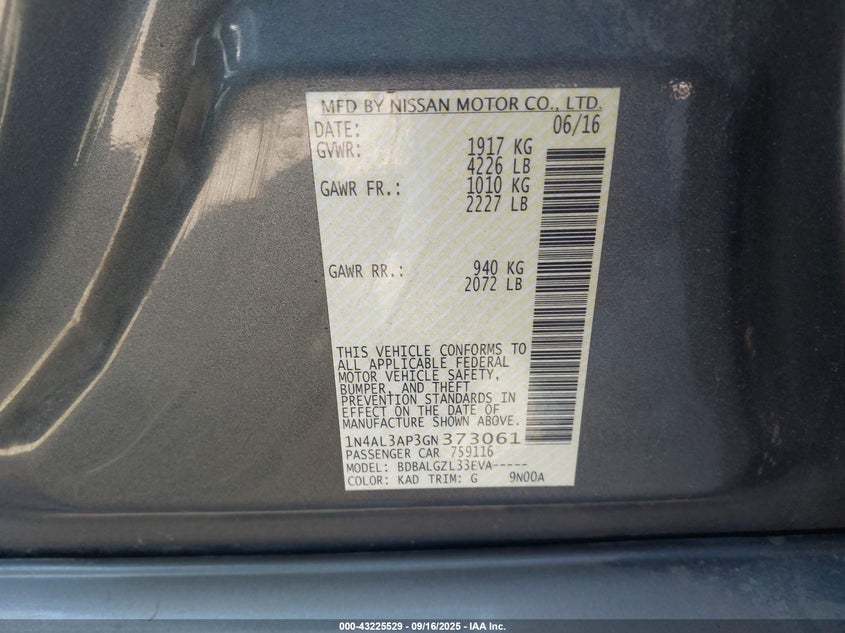 MFD BY NISSAN MOTOR CO., LTD.
DATE: 06/16
GVWR: 1917 KG
4226 LB
GAWR FR.: 1010 KG
2227 LB
GAWR RR.: 940 KG
2072 LB
THIS VEHICLE CONFORMS TO
ALL APPLICABLE FEDERAL
MOTOR VEHICLE SAFETY,
BUMPER, AND THEFT
PREVENTION STANDARDS IN
EFFECT ON THE DATE OF
MANUFACTURE SHOWN ABOVE.
1N4AL3AP3GN373061
PASSENGER CAR 759116
MODEL: BDBALGZL33EVA-----
COLOR: KAD TRIM: G 9N00A
000-43225529 - 09/16/2025 - IAA Inc.